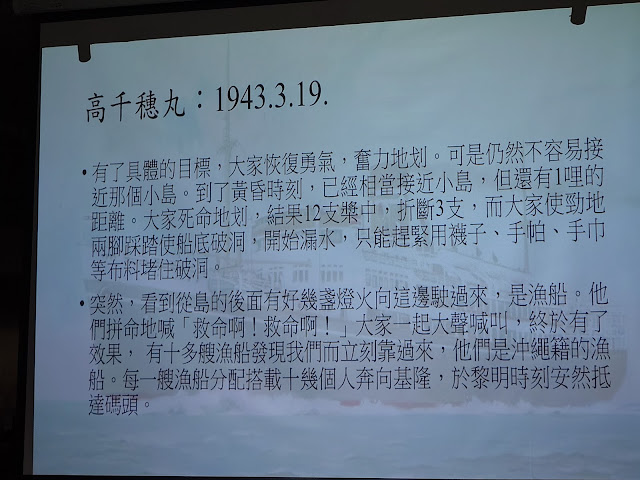 高千穗丸：1943.3.19.
•有了具體的目標，大家恢復勇氣，奮力地划。可是仍然不容易接
近那個小島。到了黃昏時刻，已經相當接近小島，但還有1哩的
距離。大家死命地划，結果12支槳中，折斷3支，而大家使勁地
兩腳踩踏使船底破洞，開始漏水，只能趕緊用襪子、手帕、手巾
等布料堵住破洞。
•突然，看到從島的後面有好幾盞燈火向這邊駛過來，是漁船。他
們拼命地喊「救命啊！救命啊！」大家一起大聲喊叫，終於有了
效果， 有十多艘漁船發現我們而立刻靠過來，他們是沖繩籍的漁
船。每一艘漁船分配搭載十幾個人奔向基隆，於黎明時刻安然抵
達碼頭。